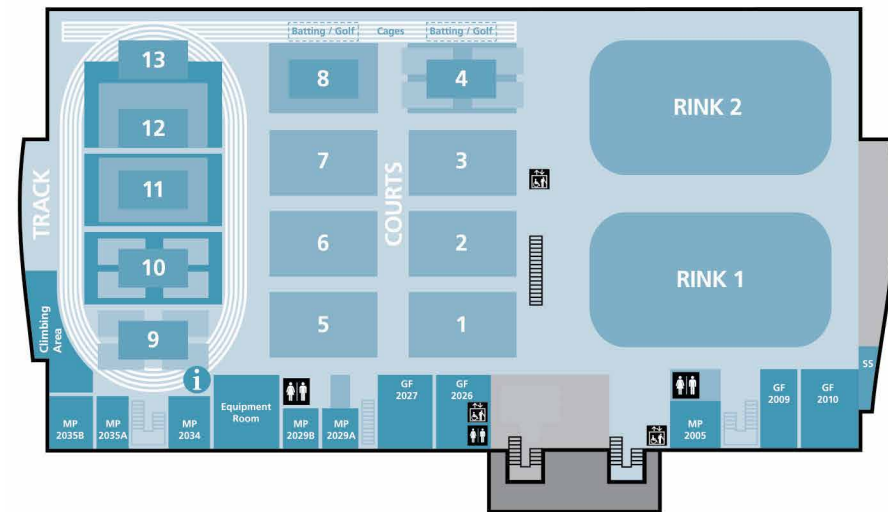 Batting / Golf
Cages
Batting / Golf
13
8
4
12
RINK 2
7
3
11
TRACK
COURTS
6
2
10
RINK 1
5
1
9
Climbing
Area
SS
i
GF
2027
GF
2026
GF
2009
GF
2010
Equipment
Room
MP
2035B
MP
2035A
MP
2034
MP
2029B
MP
2029A
MP
2005